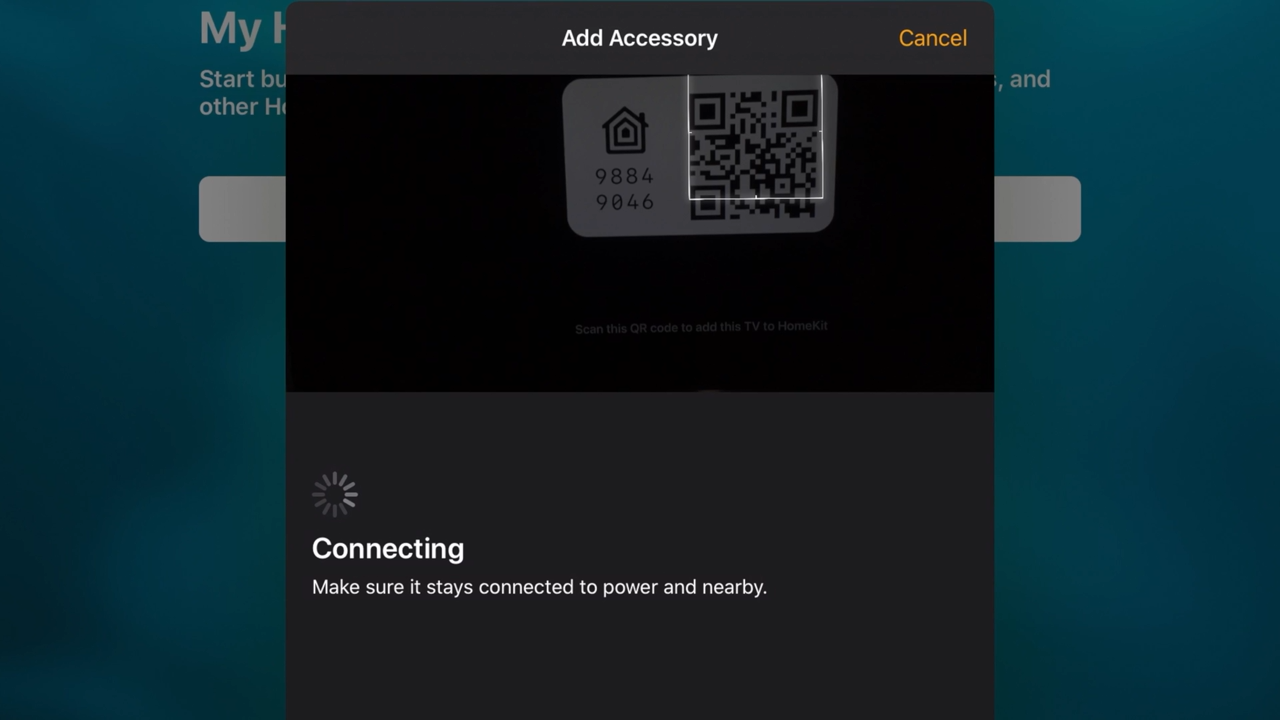 My H
Add Accessory
Cancel
Start bu
s, and
other Ho
9884
9046
Scan this QR code to add this TV to HomeKit
Connecting
Make sure it stays connected to power and nearby.